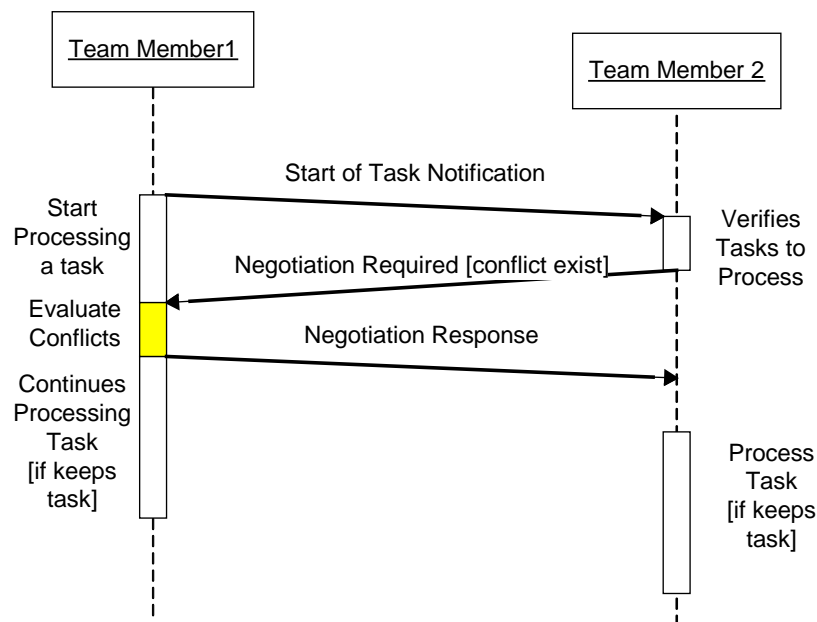 Team Member1
Team Member 2
Start of Task Notification
Start
Processing
a task
Verifies
Tasks to
Process
Negotiation Required [conflict exist]
Evaluate
Conflicts
Negotiation Response
Continues
Processing
Task
[if keeps
task]
Process
Task
[if keeps
task]